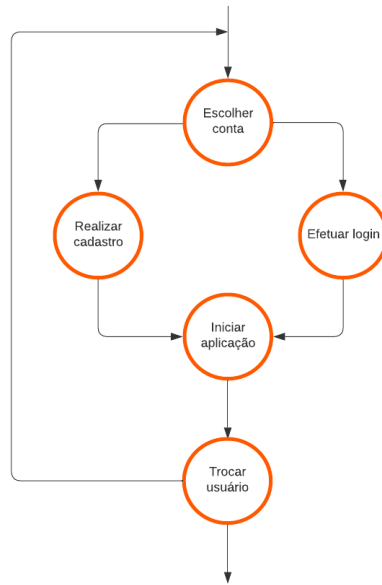 Escolher
conta
Realizar
cadastro
Efetuar login
Iniciar
aplicação
Trocar
usuário